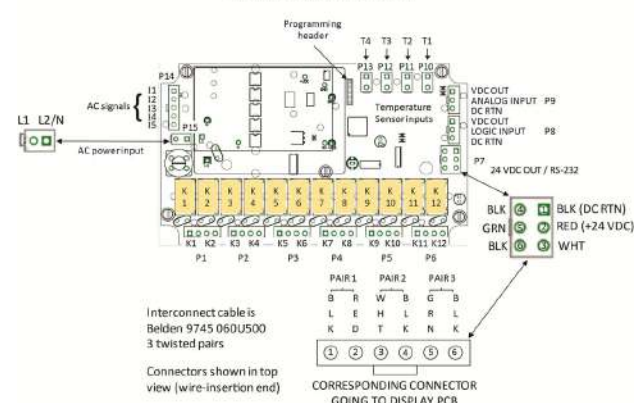 Programming
header
T4 T3 T2 T1
P13 P12 P11 P10
P14
AC signals
I1
I2
I3
I4
I5
L1 L2/N
P15
AC power input
Temperature
Sensor inputs
VDC OUT
ANALOG INPUT P9
DC RTN
VDC OUT
LOGIC INPUT P8
DC RTN
P7
24 VDC OUT / RS-232
K K K K K K K K K K K K
1 2 3 4 5 6 7 8 9 10 11 12
K1 K2 K3 K4 K5 K6 K7 K8 K9 K10 K11 K12
P1 P2 P3 P4 P5 P6
BLK 4 1 BLK (DC RTN)
GRN 5 2 RED (+24 VDC)
BLK 6 3 WHT
PAIR 1 PAIR 2 PAIR 3
B R W B G B
L E H L R L
K D T K N K
1 2 3 4 5 6
Interconnect cable is
Belden 9745 060U500
3 twisted pairs
Connectors shown in top
view (wire-insertion end)
CORRESPONDING CONNECTOR
GOING TO DISPLAY PCB